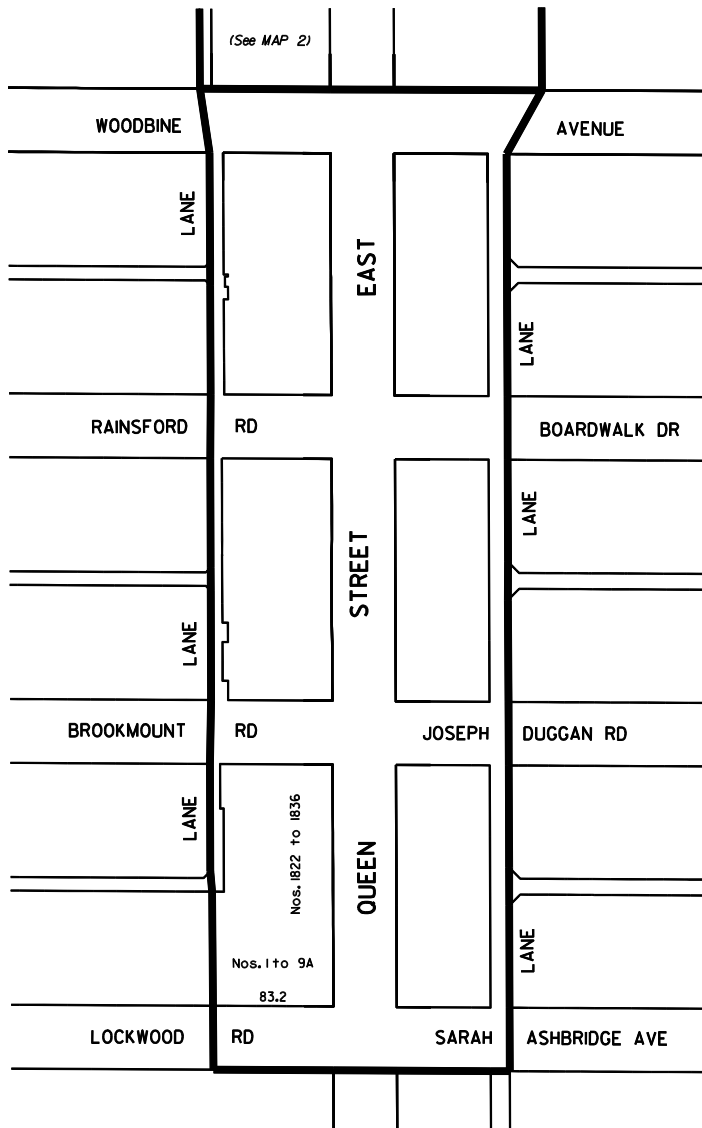 (See MAP 2)
WOODBINE AVENUE
LANE
EAST
LANE
RAINSFORD RD BOARDWALK DR
LANE
STREET
LANE
BROOKMOUNT RD JOSEPH DUGGAN RD
LANE
Nos. 1822 to 1836
QUEEN
LANE
Nos. 1 to 9A
83.2
LOCKWOOD RD SARAH ASHBRIDGE AVE